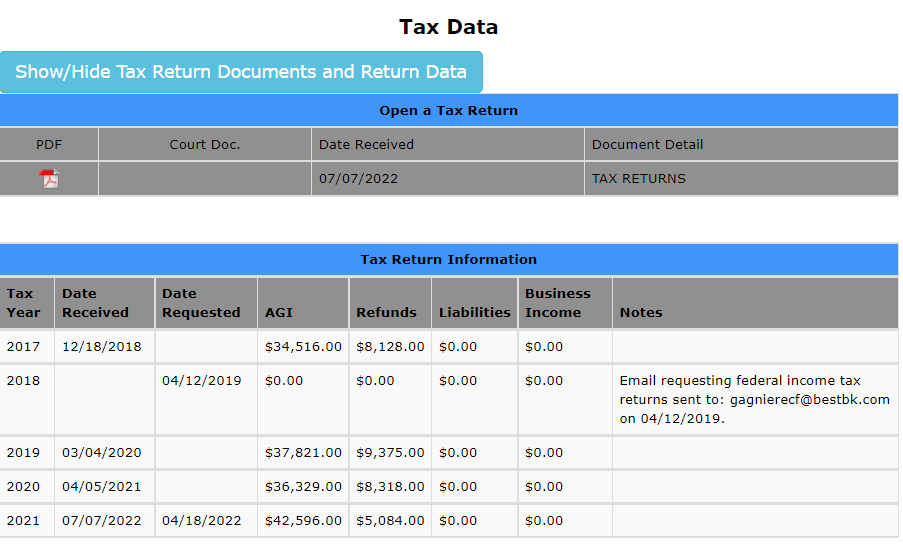 Tax Data
Show/Hide Tax Return Documents and Return Data
Open a Tax Return
PDF Court Doc. Date Received Document Detail
07/07/2022 TAX RETURNS
Tax Return Information
Tax Year Date Received Date Requested AGI Refunds Liabilities Business Income Notes
2017 12/18/2018 $34,516.00 $8,128.00 $0.00 $0.00
2018 04/12/2019 $0.00 $0.00 $0.00 $0.00 Email requesting federal income tax
returns sent to: gagnierecf@bestbk.com
on 04/12/2019.
2019 03/04/2020 $37,821.00 $9,375.00 $0.00 $0.00
2020 04/05/2021 $36,329.00 $8,318.00 $0.00 $0.00
2021 07/07/2022 04/18/2022 $42,596.00 $5,084.00 $0.00 $0.00